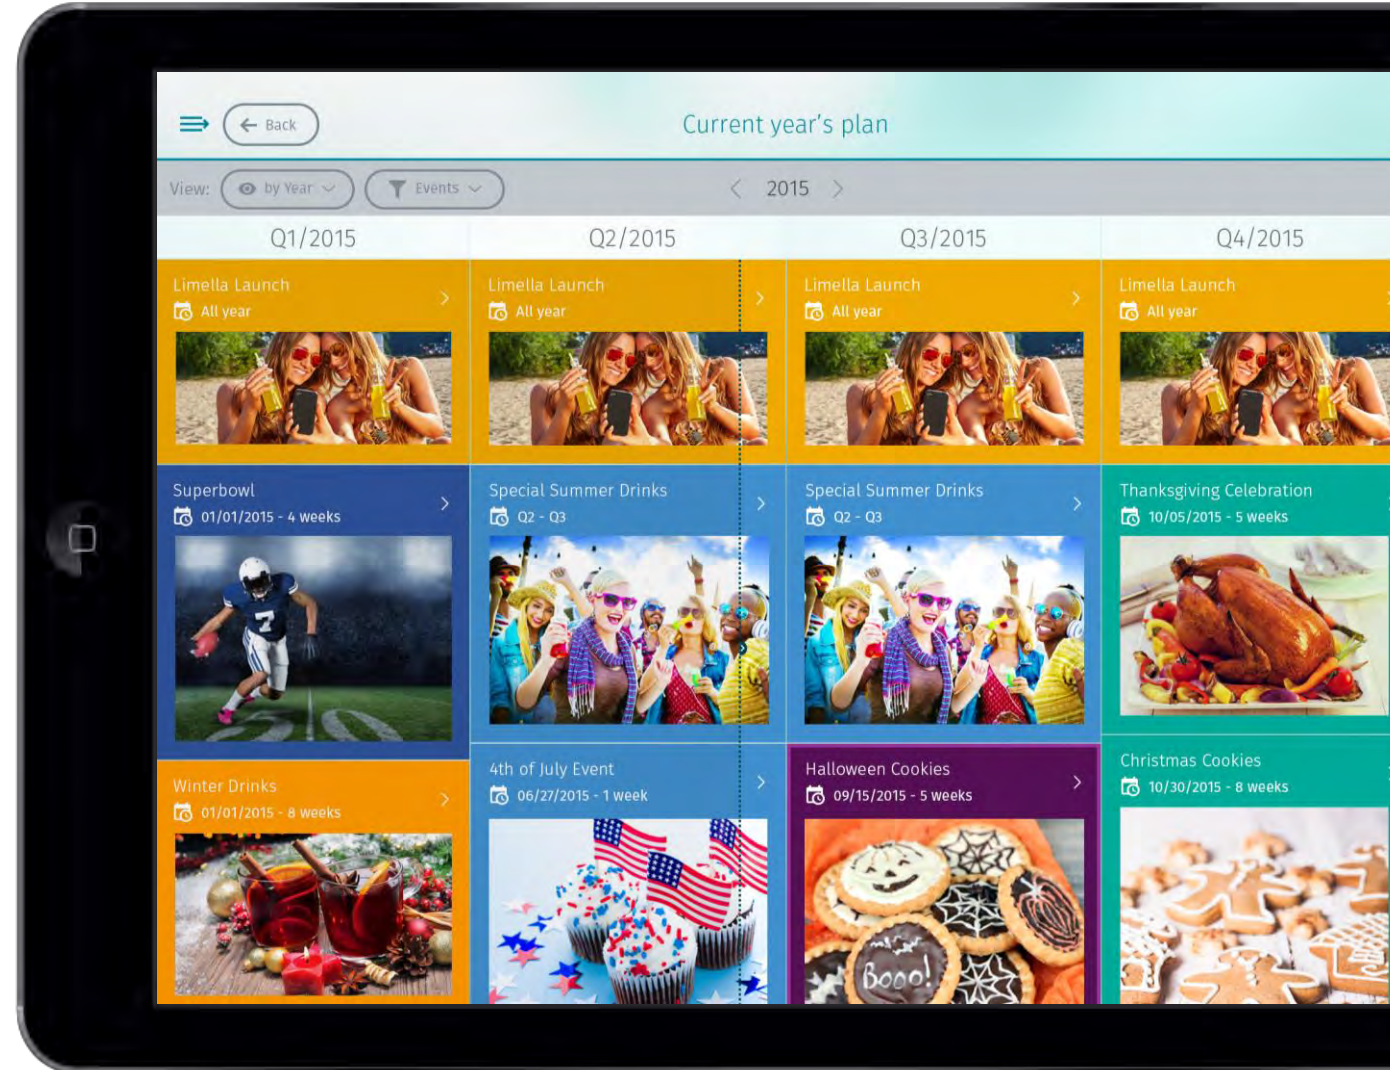 Back
Current year's plan
View:
by Year
Events
2015
Q1/2015
Q2/2015
Q3/2015
Q4/2015
Limella Launch
All year
Limella Launch
All year
Limella Launch
All year
Limella Launch
All year
Superbowl
01/01/2015 - 4 weeks
7
50
Special Summer Drinks
Q2 - Q3
Special Summer Drinks
Q2 - Q3
Thanksgiving Celebration
10/05/2015 - 5 weeks
Winter Drinks
01/01/2015 - 8 weeks
4th of July Event
06/27/2015 - 1 week
Halloween Cookies
09/15/2015 - 5 weeks
Booo!
Christmas Cookies
10/30/2015 - 8 weeks